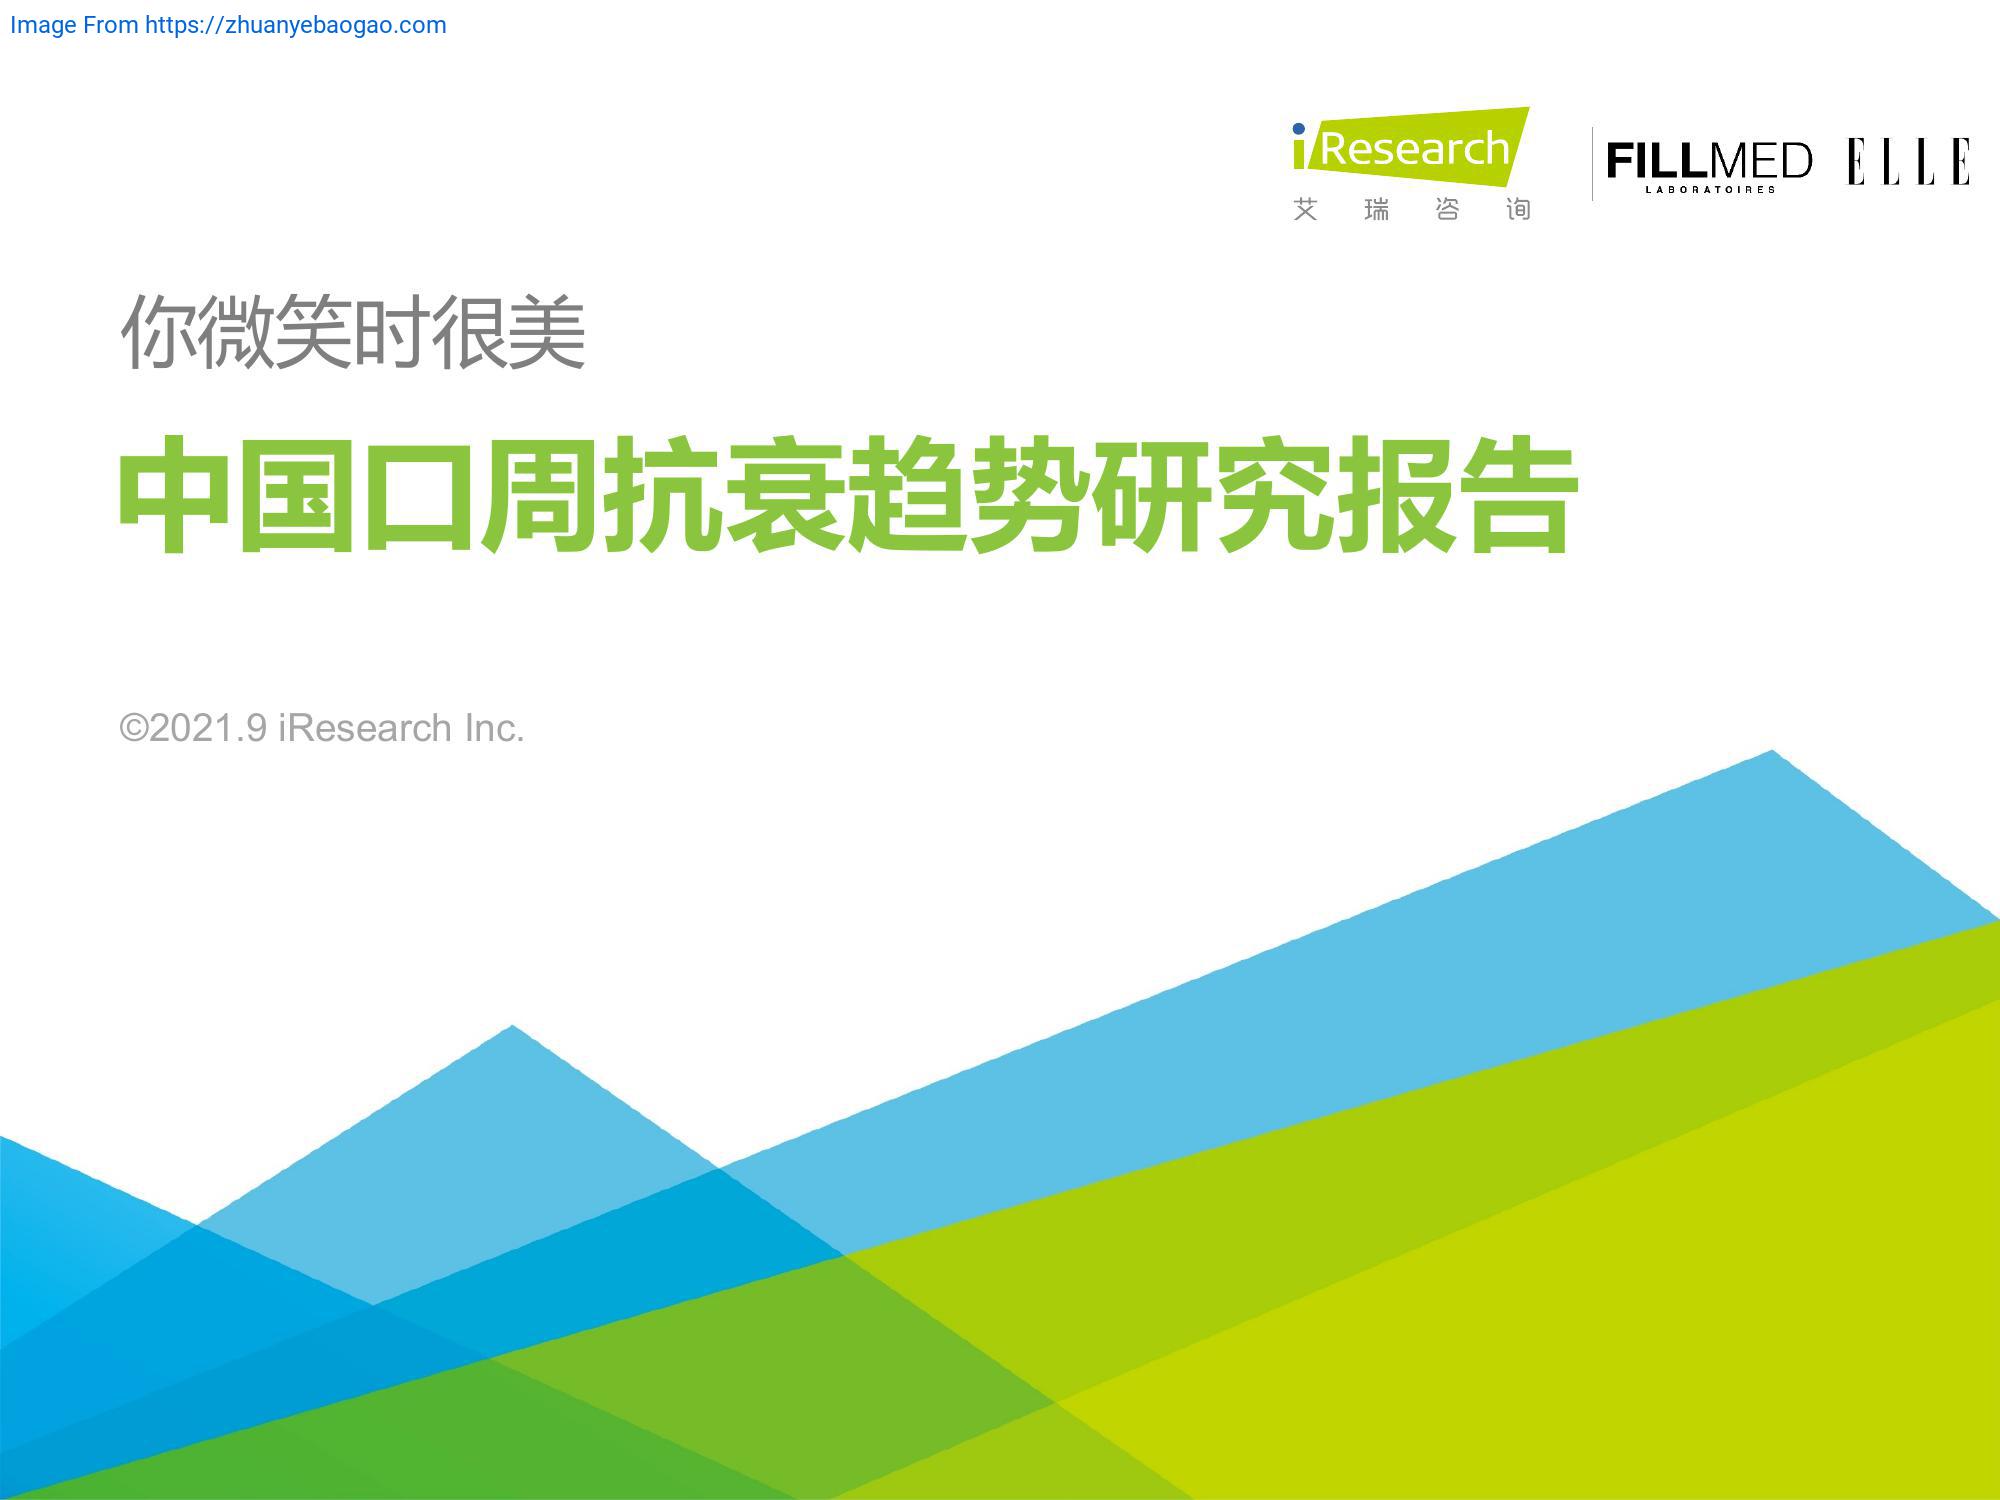 Image From https://zhuanyebaogao.com
iResearch
艾瑞咨询
FILLMED
LABORATOIRES
ELLE
你微笑时很美
中国口周抗衰趋势研究报告
©2021.9 iResearch Inc.